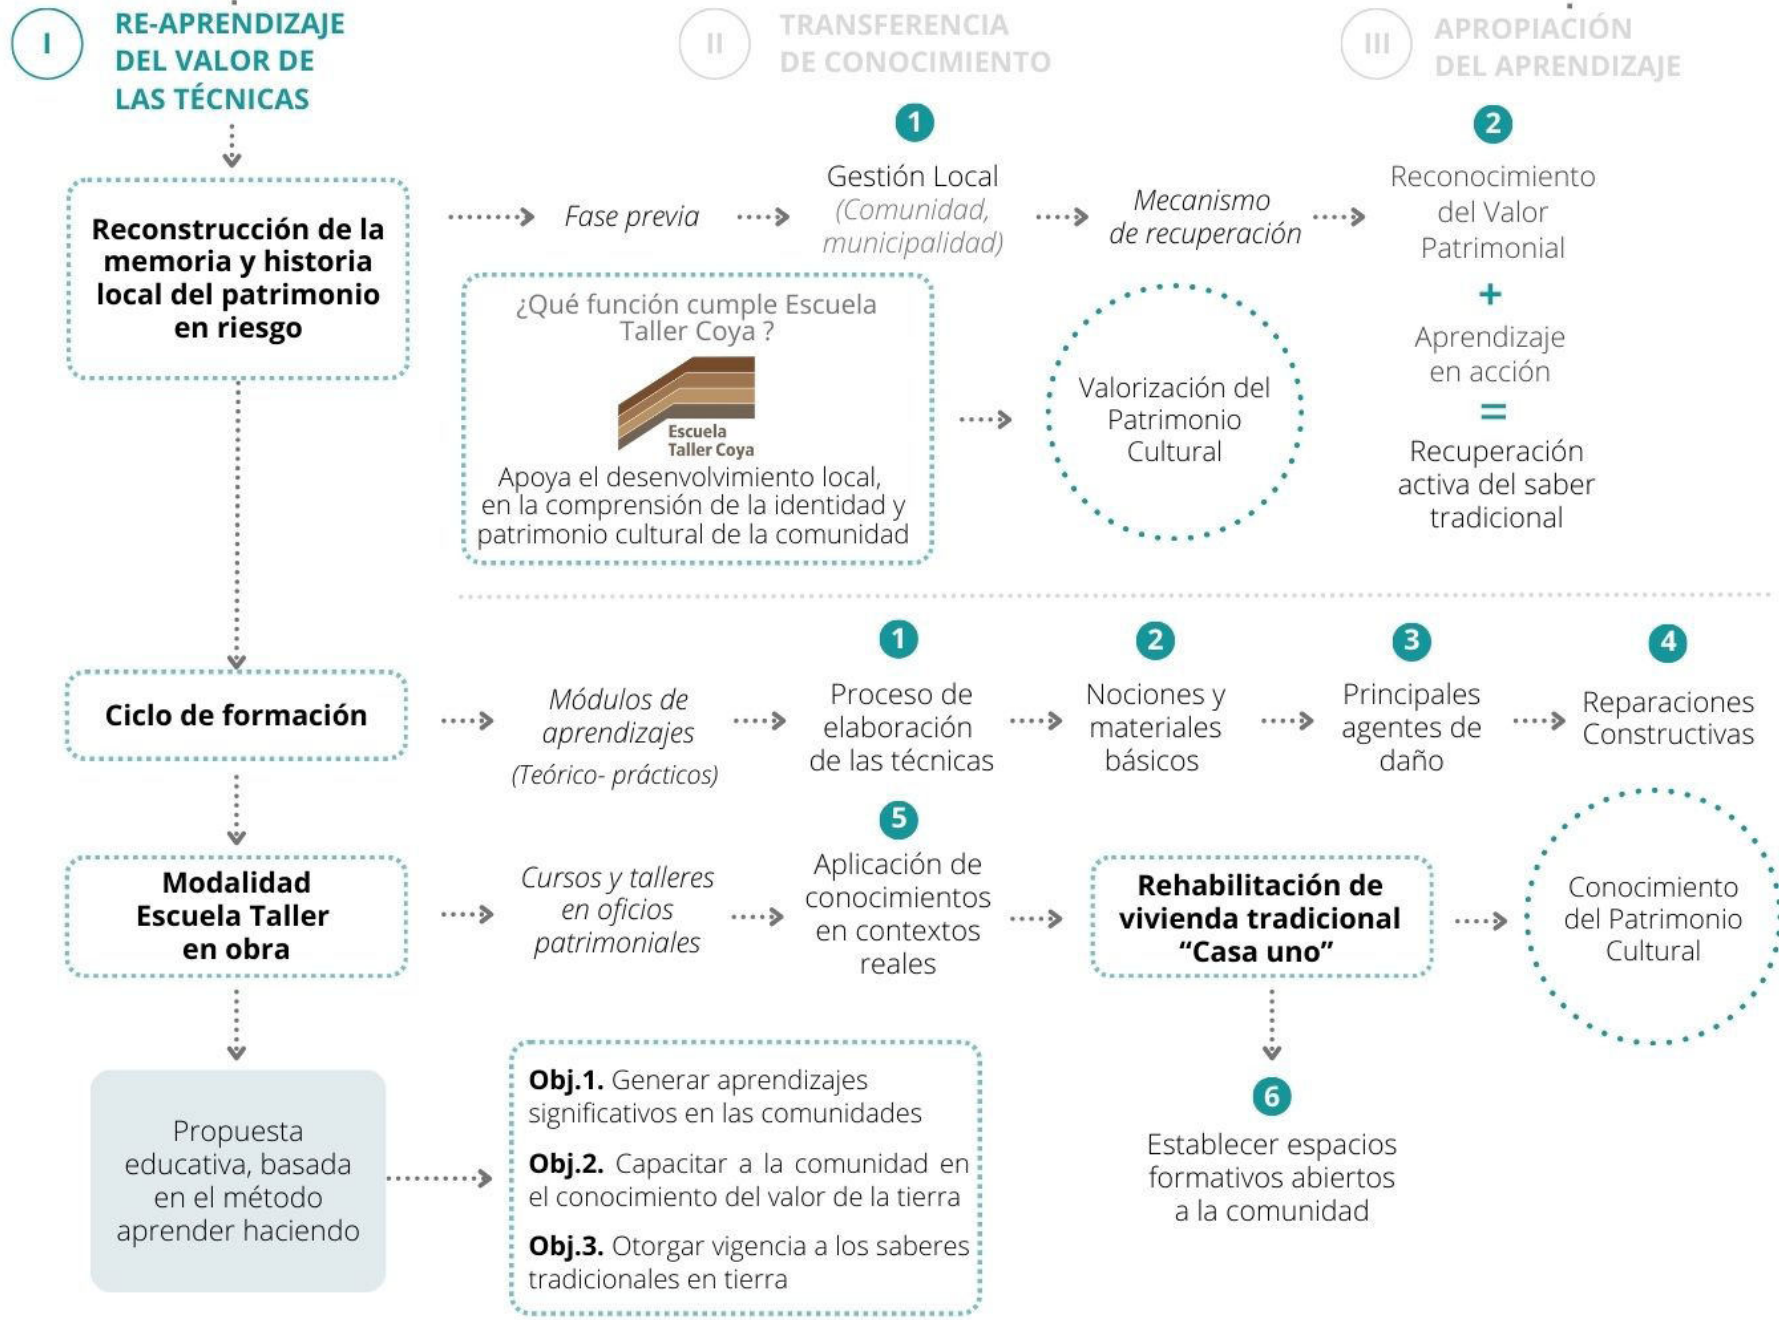 I
RE-APRENDIZAJE
DEL VALOR DE
LAS TÉCNICAS
II
TRANSFERENCIA
DE CONOCIMIENTO
III
APROPIACIÓN
DEL APRENDIZAJE
Reconstrucción de la
memoria y historia
local del patrimonio
en riesgo
Fase previa
1
Gestión Local
(Comunidad,
municipalidad)
Mecanismo
de recuperación
2
Reconocimiento
del Valor
Patrimonial
+
Aprendizaje
en acción
=
Recuperación
activa del saber
tradicional
¿Qué función cumple Escuela
Taller Coya ?
Escuela
Taller Coya
Apoya el desenvolvimiento local,
en la comprensión de la identidad y
patrimonio cultural de la comunidad
Valorización del
Patrimonio
Cultural
Ciclo de formación
Módulos de
aprendizajes
(Teórico- prácticos)
1
Proceso de
elaboración
de las técnicas
2
Nociones y
materiales
básicos
3
Principales
agentes de
daño
4
Reparaciones
Constructivas
Modalidad
Escuela Taller
en obra
Cursos y talleres
en oficios
patrimoniales
5
Aplicación de
conocimientos
en contextos
reales
Rehabilitación de
vivienda tradicional
“Casa uno”
Conocimiento
del Patrimonio
Cultural
6
Establecer espacios
formativos abiertos
a la comunidad
Propuesta
educativa, basada
en el método
aprender haciendo
Obj.1. Generar aprendizajes
significativos en las comunidades
Obj.2. Capacitar a la comunidad en
el conocimiento del valor de la tierra
Obj.3. Otorgar vigencia a los saberes
tradicionales en tierra